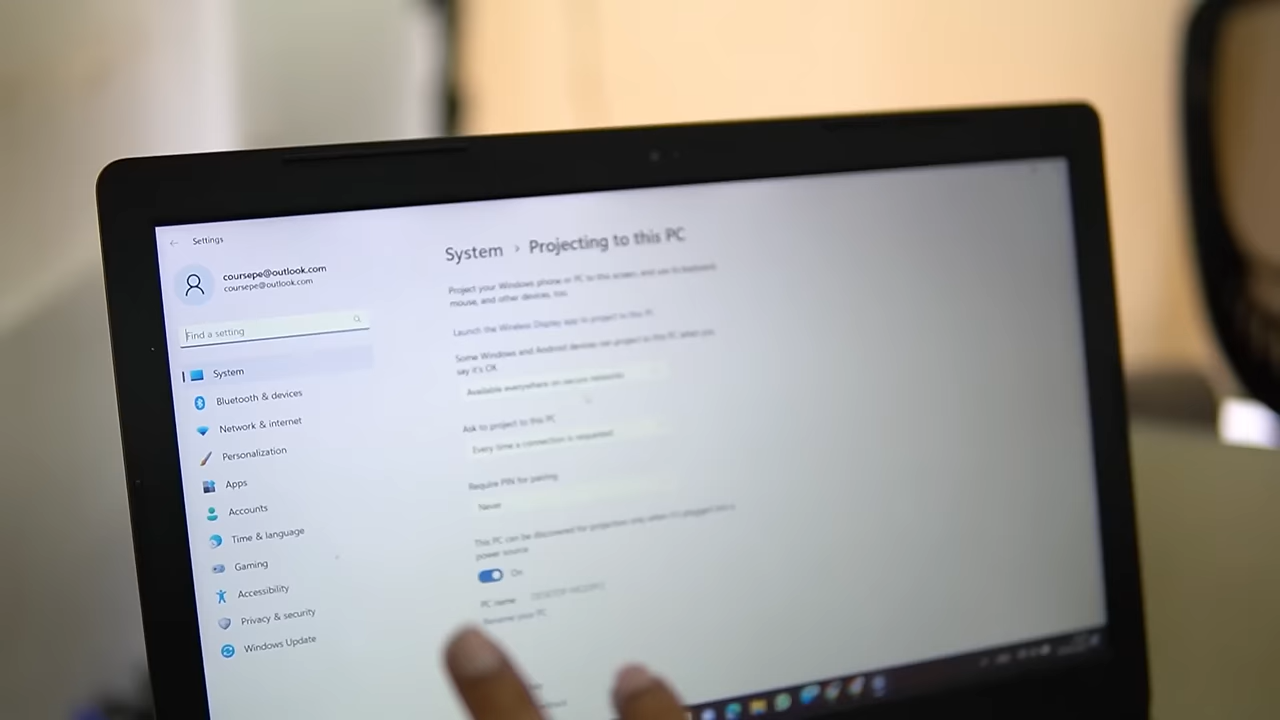 Settings
coursepe@outlook.com
coursepe@outlook.com
Find a setting
System
Bluetooth & devices
Network & internet
Personalization
Apps
Accounts
Time & language
Gaming
Accessibility
Privacy & security
Windows Update
System › Projecting to this PC
Project your Windows phone or PC to this screen, and use its keyboard,
mouse, and other devices, too.
Launch the Wireless Display app to project to this PC
Some Windows and Android devices can project to this PC when you
say it's OK
Available everywhere on secure networks
Ask to project to this PC
Every time a connection is requested
Require PIN for pairing
Never
This PC can be discovered for projection only when it's plugged into a
power source
On
PC name
Rename your PC